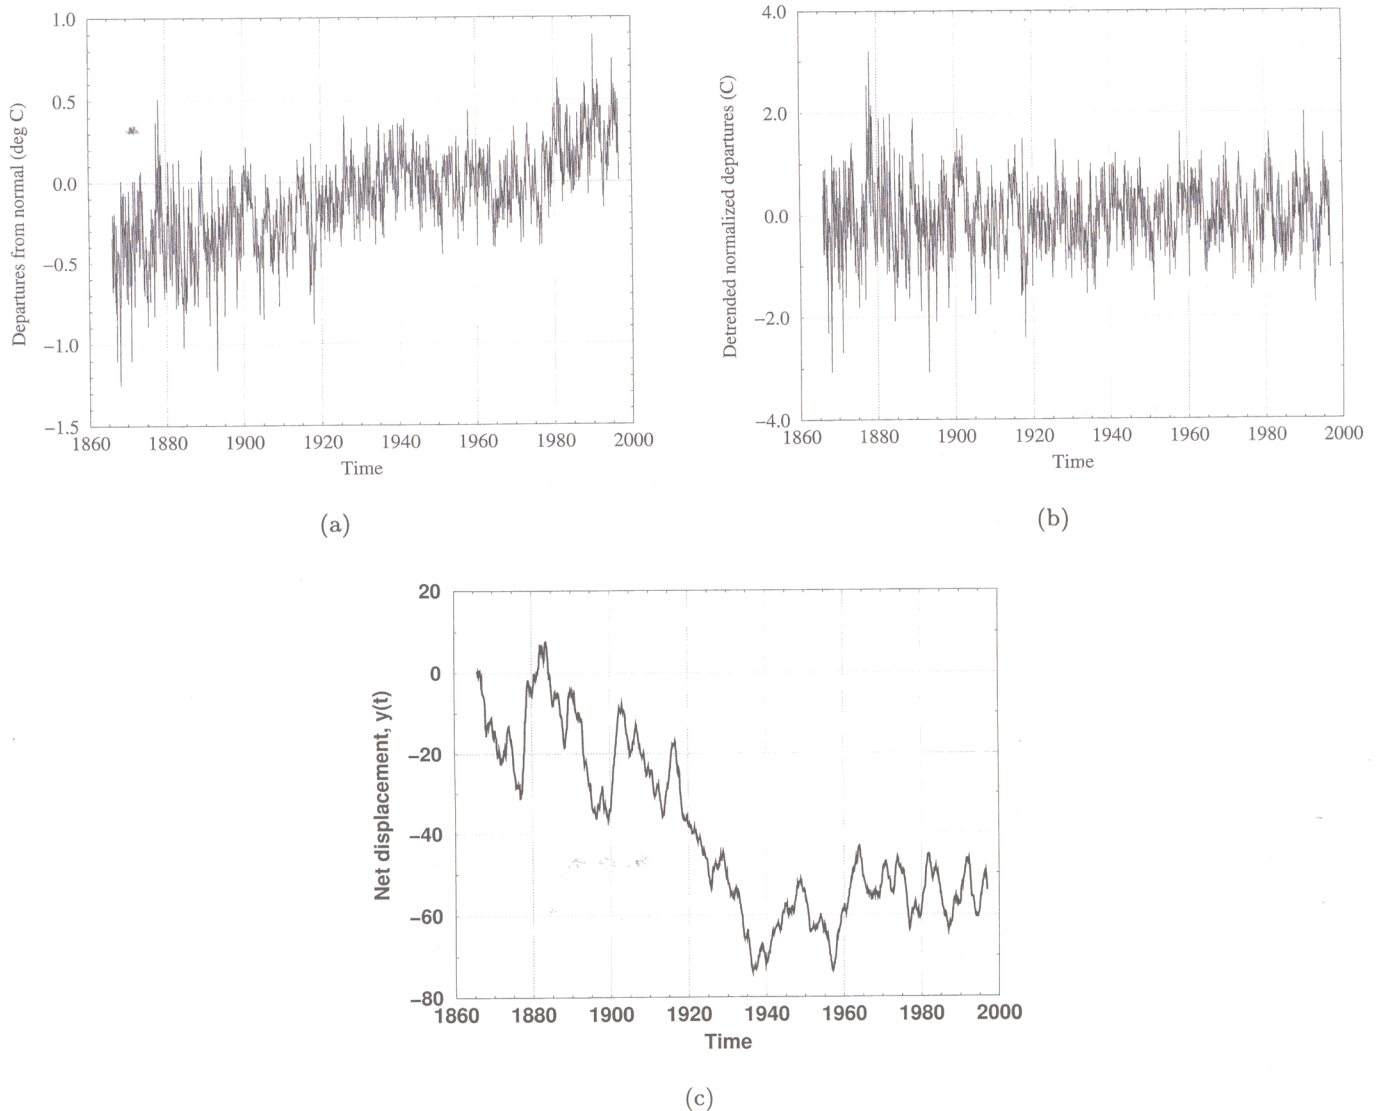 1.0
0.5
0.0
−0.5
−1.0
−1.5
Departures from normal (deg C)
1860 1880 1900 1920 1940 1960 1980 2000
Time
(a)
4.0
2.0
0.0
−2.0
−4.0
Detrended normalized departures (C)
1860 1880 1900 1920 1940 1960 1980 2000
Time
(b)
20
0
−20
−40
−60
−80
Net displacement, y(t)
1860 1880 1900 1920 1940 1960 1980 2000
Time
(c)